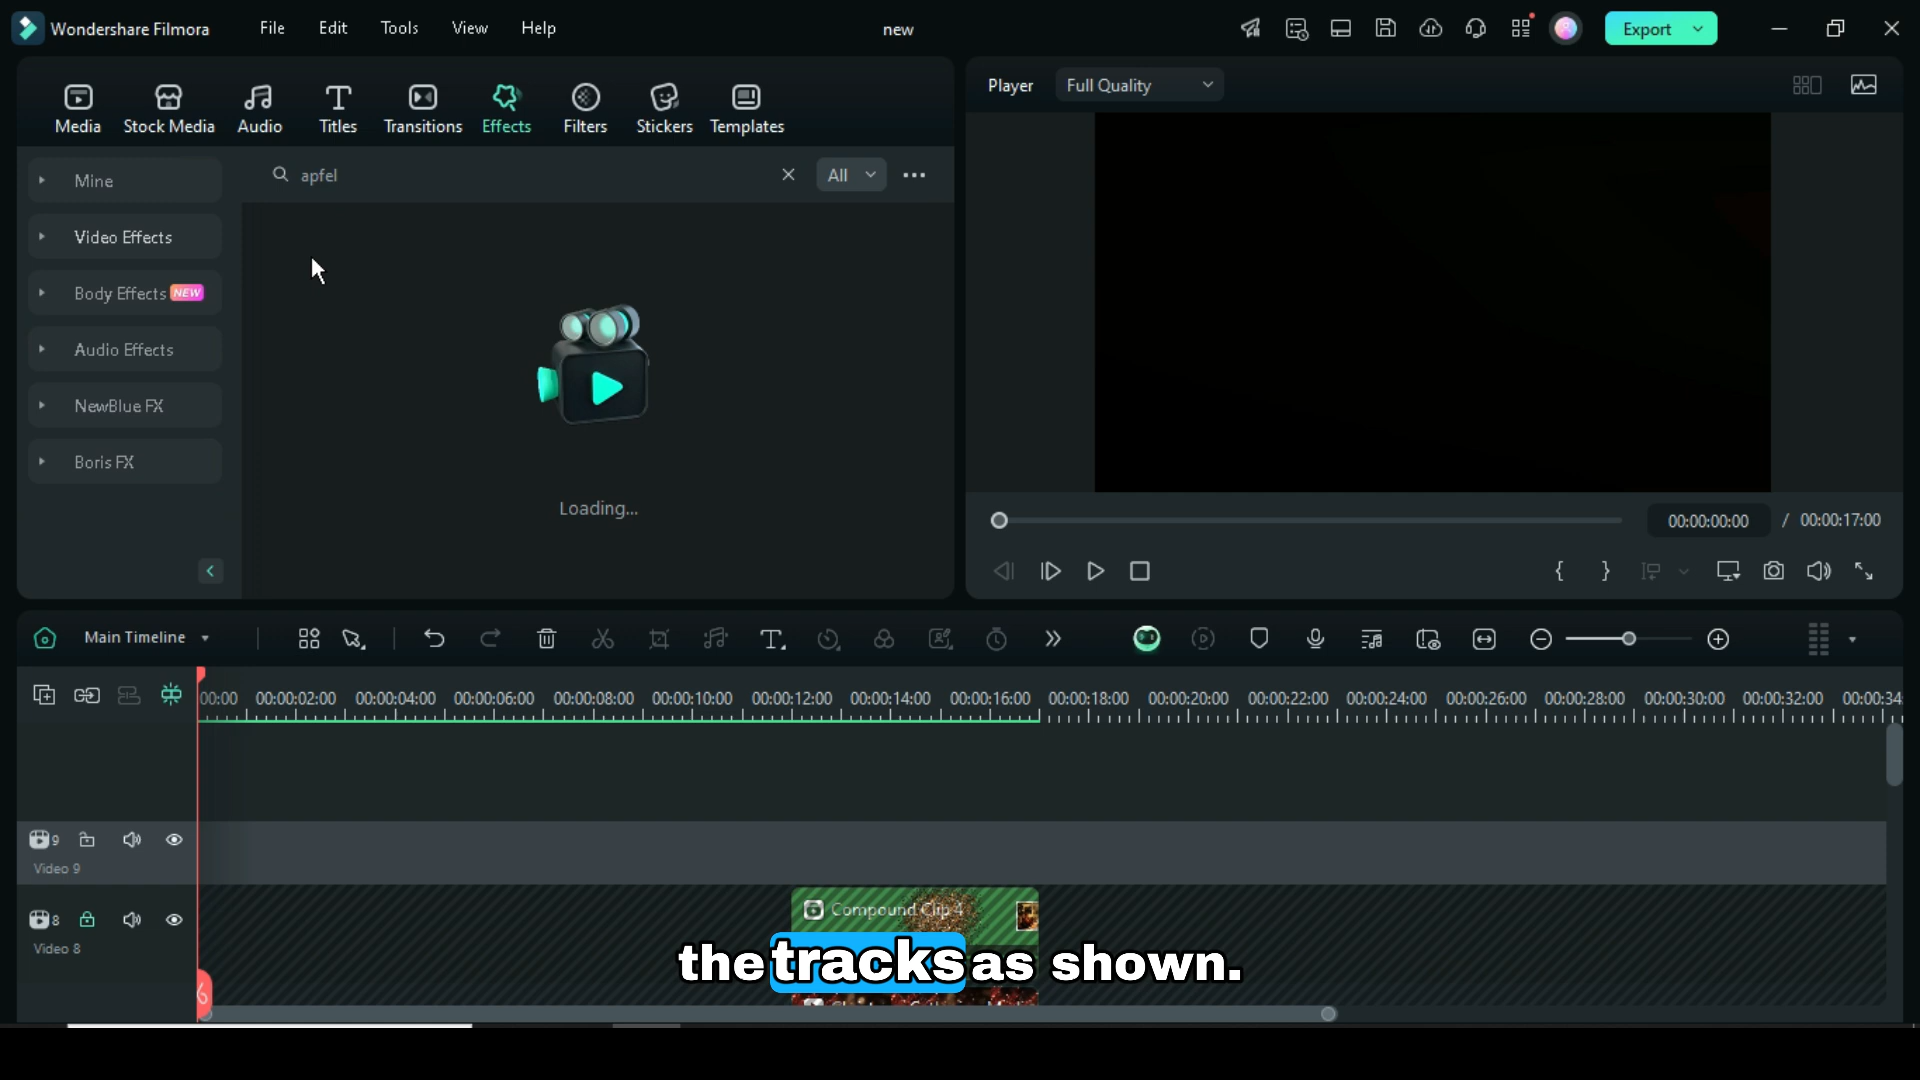 Wondershare Filmora
File
Edit
Tools
View
Help
new
Export
Media
Stock Media
Audio
Titles
Transitions
Effects
Filters
Stickers
Templates
Player
Full Quality
Mine
Video Effects
Body Effects NEW
Audio Effects
NewBlue FX
Boris FX
apfel
All
Loading...
00:00:00:00 / 00:00:17:00
Main Timeline
00:00 00:00:02:00 00:00:04:00 00:00:06:00 00:00:08:00 00:00:10:00 00:00:12:00 00:00:14:00 00:00:16:00 00:00:18:00 00:00:20:00 00:00:22:00 00:00:24:00 00:00:26:00 00:00:28:00 00:00:30:00 00:00:32:00 00:00:34
9
Video 9
8
Video 8
Compound Clip 4
the tracks as shown.